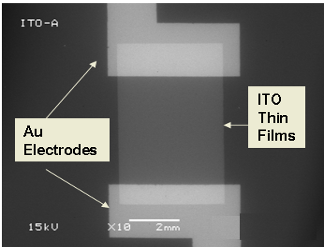 ITO-A
ITO
Thin
Films
Au
Electrodes
15kV X10 2mm